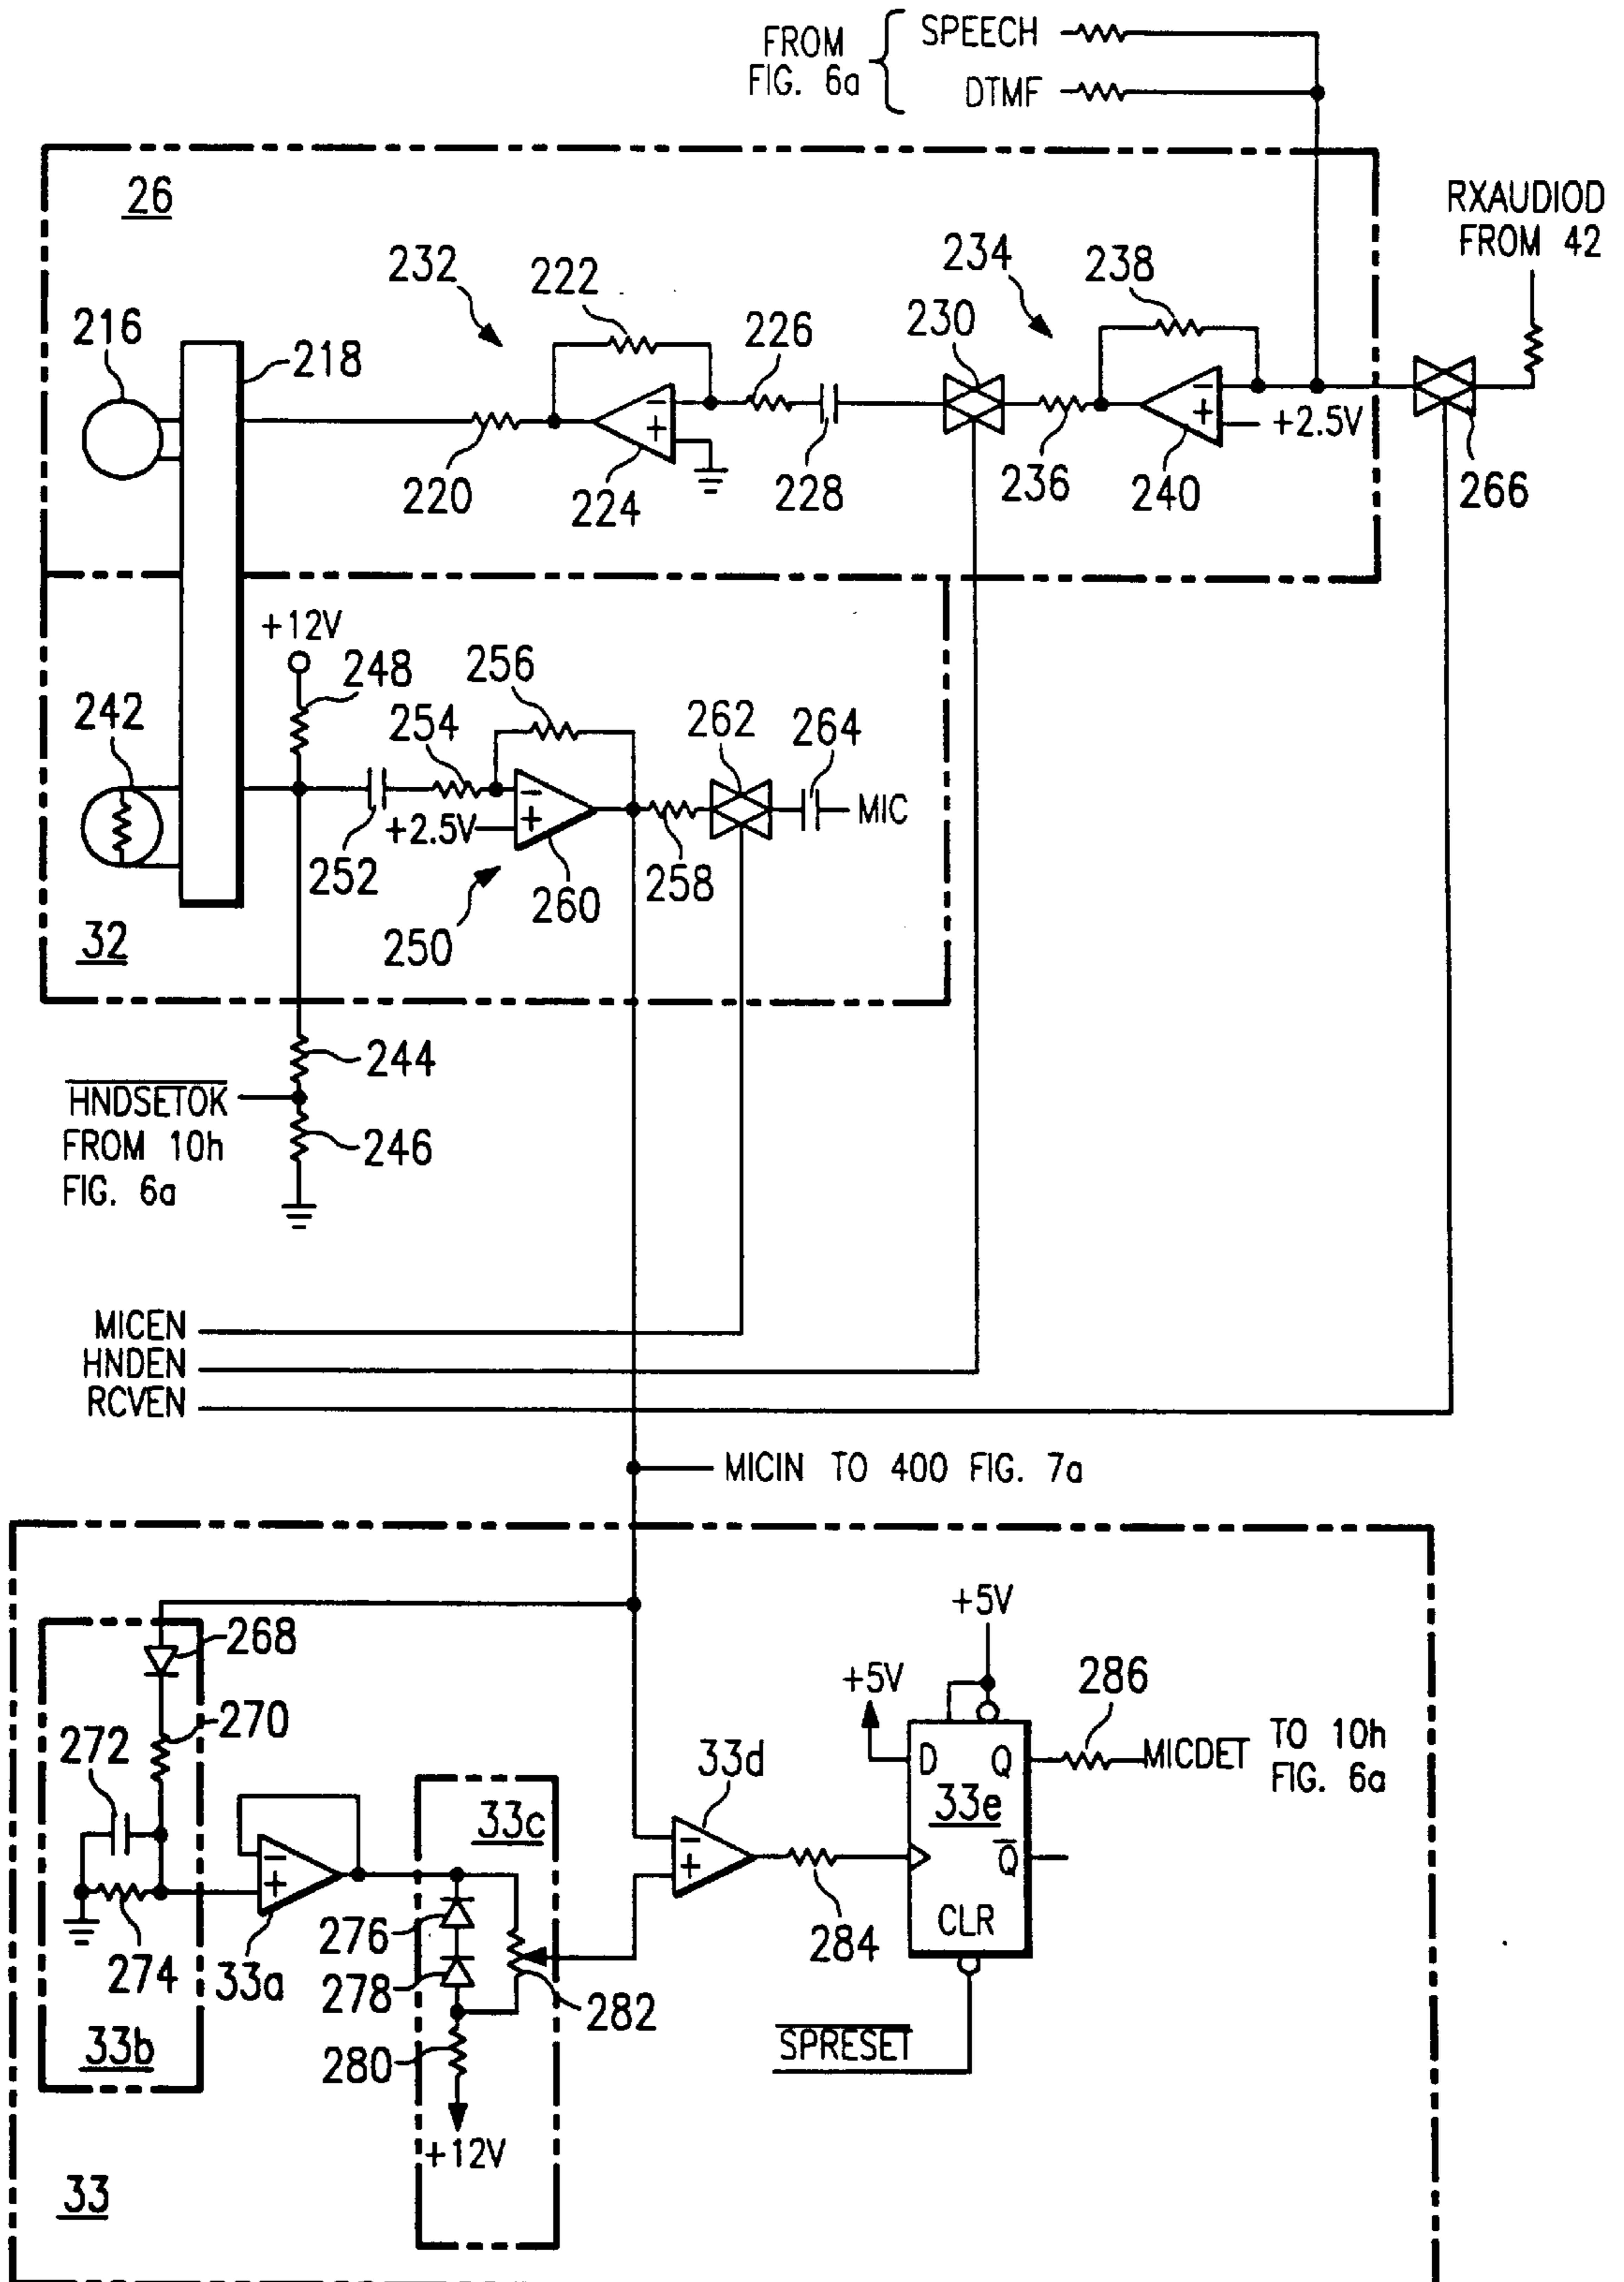 FROM
FIG. 6a
SPEECH
DTMF
26
RXAUDIOD
FROM 42
232
222
234
238
230
226
216
218
+2.5V
220
224
228
236
240
266
+12V
248
256
242
254
262
264
MIC
+2.5V
252
250
260
258
32
244
HNDSETOK
FROM 10h
FIG. 6a
246
MICEN
HNDEN
RCVEN
MICIN TO 400 FIG. 7a
268
+5V
+5V
286
270
272
33d
D
Q
MICDET
TO 10h
FIG. 6a
33e
33c
Q
CLR
276
284
274
33a
278
282
33b
280
SPRESET
+12V
33